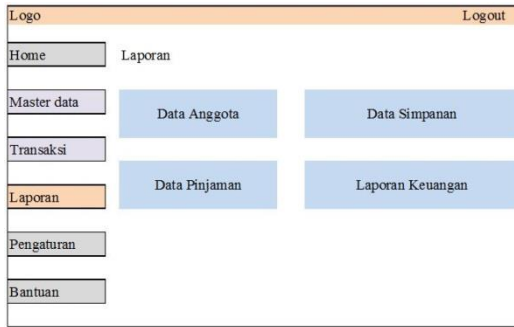 Logo Logout
Home
Laporan
Master data
Data Anggota
Data Simpanan
Transaksi
Data Pinjaman
Laporan Keuangan
Laporan
Pengaturan
Bantuan